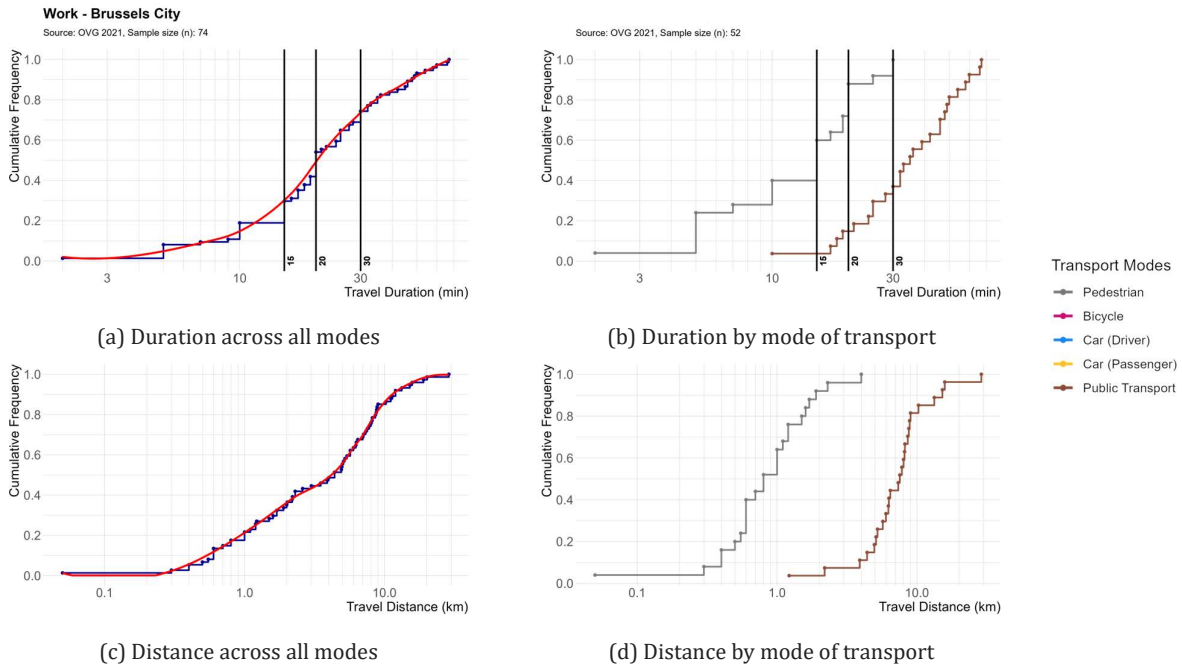 Work - Brussels City
Source: OVG 2021, Sample size (n): 74
Cumulative Frequency
1.0
0.8
0.6
0.4
0.2
0.0
15
20
30
3
10
30
Travel Duration (min)
(a) Duration across all modes
Source: OVG 2021, Sample size (n): 52
Cumulative Frequency
1.0
0.8
0.6
0.4
0.2
0.0
15
20
30
3
10
30
Travel Duration (min)
(b) Duration by mode of transport
Cumulative Frequency
1.0
0.8
0.6
0.4
0.2
0.0
0.1
1.0
10.0
Travel Distance (km)
(c) Distance across all modes
Cumulative Frequency
1.0
0.8
0.6
0.4
0.2
0.0
0.1
1.0
10.0
Travel Distance (km)
(d) Distance by mode of transport
Transport Modes
Pedestrian
Bicycle
Car (Driver)
Car (Passenger)
Public Transport